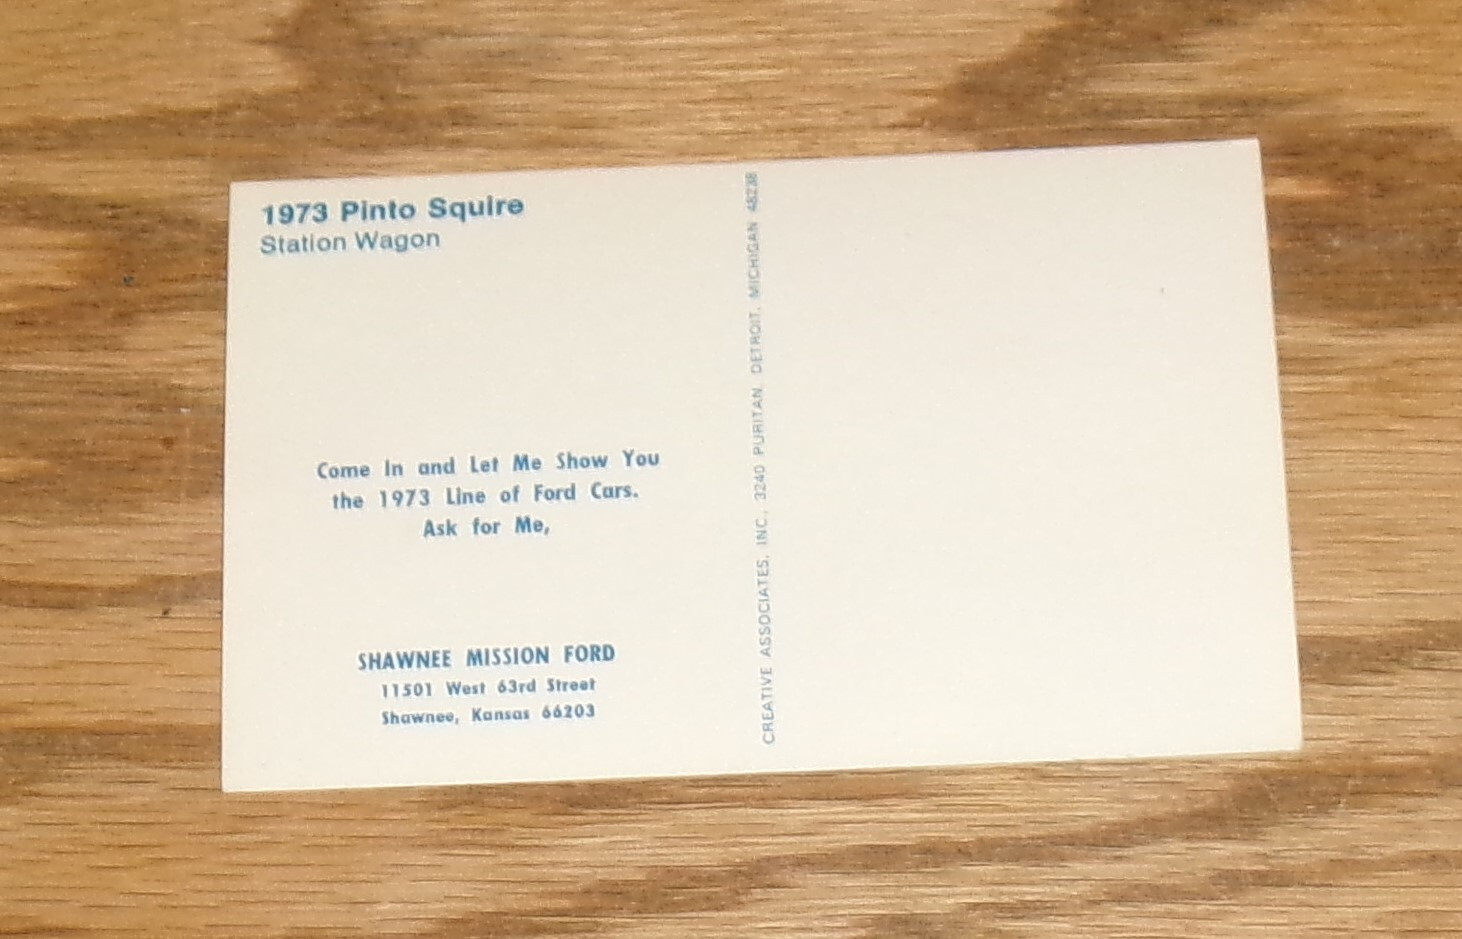 1973 Pinto Squire
Station Wagon
Come In and Let Me Show You
the 1973 Line of Ford Cars.
Ask for Me,
SHAWNEE MISSION FORD
11501 West 63rd Street
Shawnee, Kansas 66203
CREATIVE ASSOCIATES, INC., 3240 PURITAN, DETROIT, MICHIGAN 48238